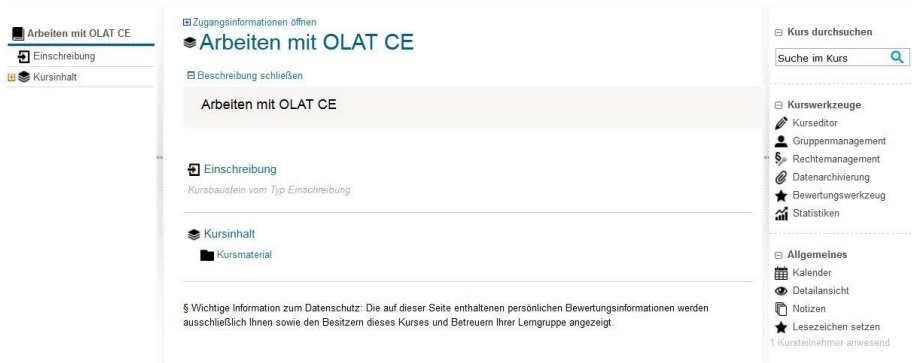 Arbeiten mit OLAT CE
Einschreibung
Kursinhalt
Zugangsinformationen öffnen
Arbeiten mit OLAT CE
Beschreibung schließen
Arbeiten mit OLAT CE
Einschreibung
Kursbaustein vom Typ Einschreibung
Kursinhalt
Kursmaterial
§ Wichtige Information zum Datenschutz: Die auf dieser Seite enthaltenen persönlichen Bewertungsinformationen werden
ausschließlich Ihnen sowie den Besitzern dieses Kurses und Betreuern Ihrer Lerngruppe angezeigt.
Kurs durchsuchen
Suche im Kurs
Kurswerkzeuge
Kurseditor
Gruppenmanagement
Rechtemanagement
Datenarchivierung
Bewertungswerkzeug
Statistiken
Allgemeines
Kalender
Detailansicht
Notizen
Lesezeichen setzen
1 Kursteilnehmer anwesend